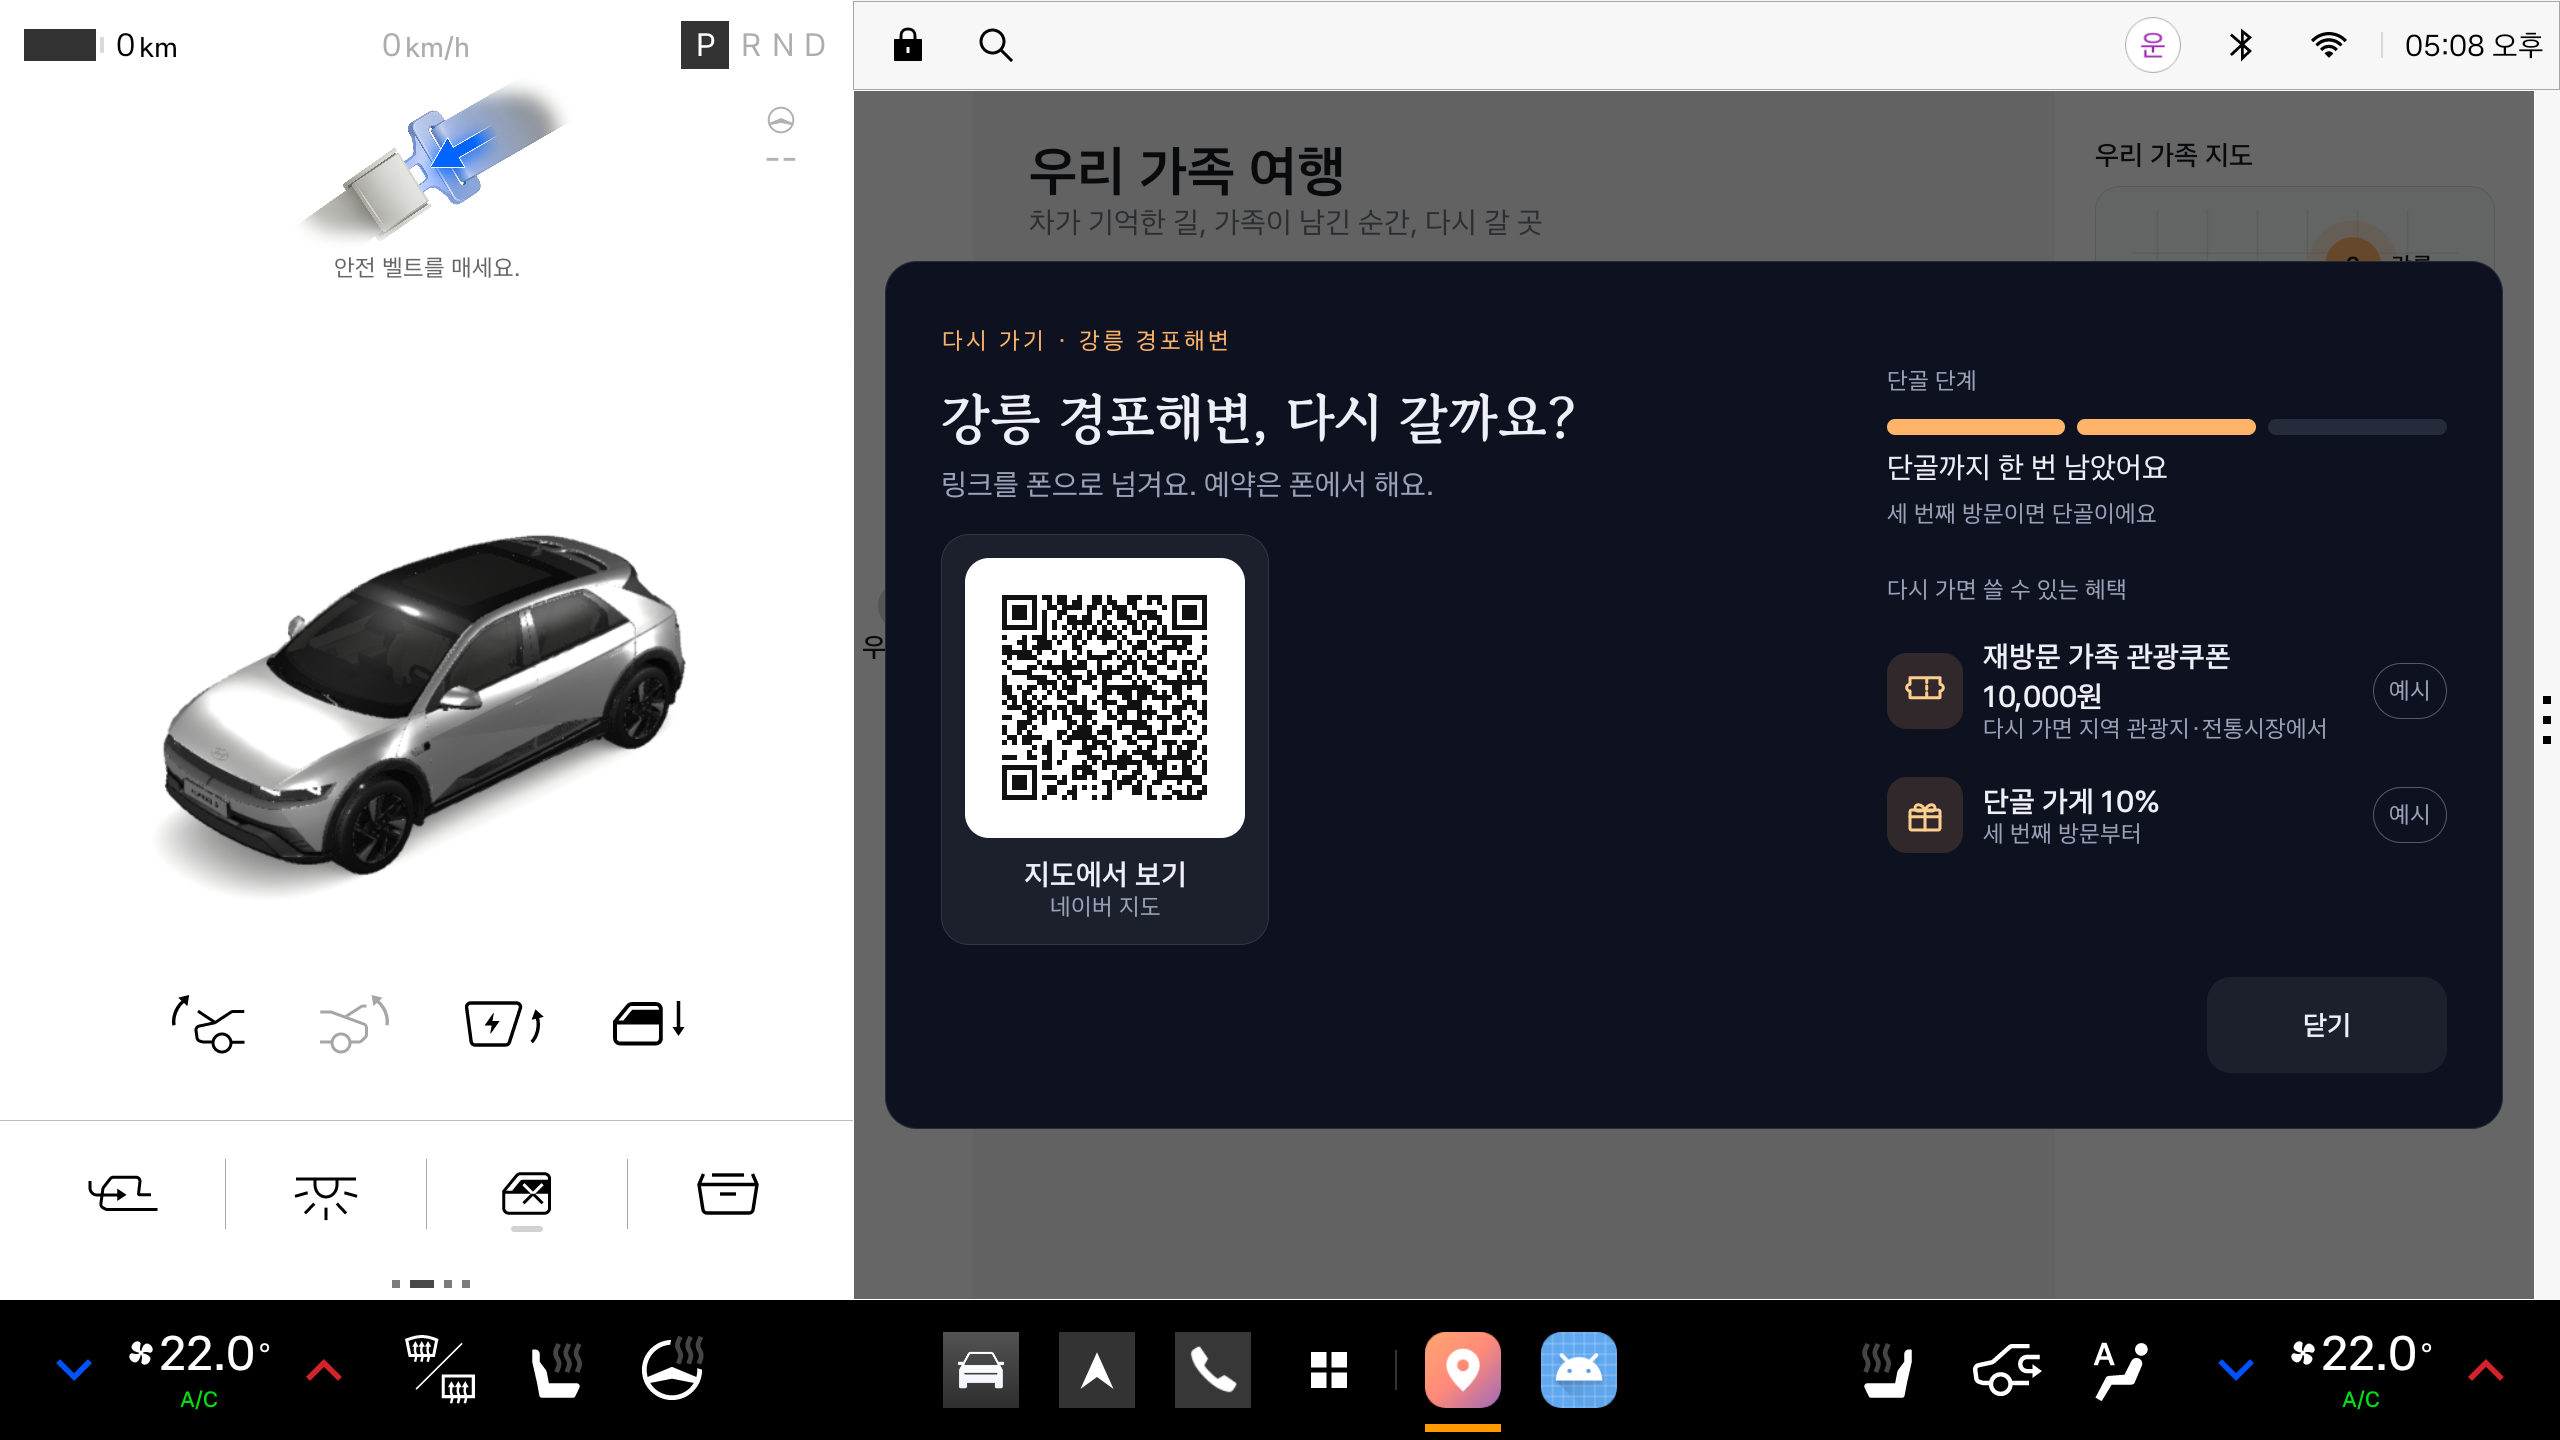 0 km
0 km/h
P R N D
안전 벨트를 매세요.
운
05:08 오후
우리 가족 여행
차가 기억한 길, 가족이 남긴 순간, 다시 갈 곳
우리 가족 지도
다시 가기 · 강릉 경포해변
강릉 경포해변, 다시 갈까요?
링크를 폰으로 넘겨요. 예약은 폰에서 해요.
지도에서 보기
네이버 지도
우
단골 단계
단골까지 한 번 남았어요
세 번째 방문이면 단골이에요
다시 가면 쓸 수 있는 혜택
재방문 가족 관광쿠폰
10,000원
다시 가면 지역 관광지·전통시장에서
예시
단골 가게 10%
세 번째 방문부터
예시
닫기
22.0°
A/C
A
22.0°
A/C